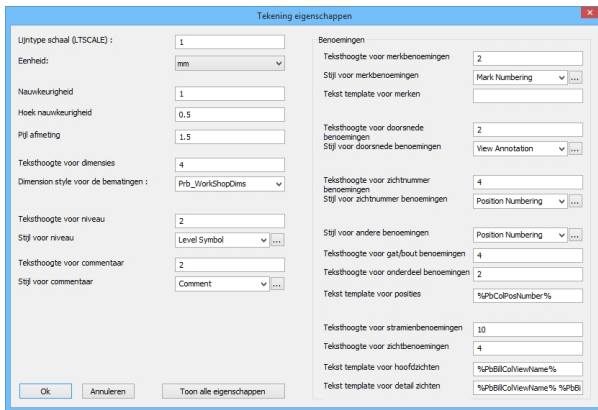 Tekening eigenschappen
Lijntype schaal (LTSCALE) :
1
Eenheid:
mm
Nauwkeurigheid
1
Hoek nauwkeurigheid
0.5
Pijl afmeting
1.5
Teksthoogte voor dimensies
4
Dimension style voor de bematingen :
Prb_WorkShopDims
Teksthoogte voor niveau
2
Stijl voor niveau
Level Symbol
...
Teksthoogte voor commentaar
2
Stijl voor commentaar
Comment
...
Benoemingen
Teksthoogte voor merkbenoemingen
2
Stijl voor merkbenoemingen
Mark Numbering
...
Tekst template voor merken
Teksthoogte voor doorsnede
benoemingen
2
Stijl voor doorsnede benoemingen
View Annotation
...
Teksthoogte voor zichtnummer
benoemingen
4
Stijl voor zichtnummer benoemingen
Position Numbering
...
Stijl voor andere benoemingen
Position Numbering
...
Teksthoogte voor gat/bout benoemingen
4
Teksthoogte voor onderdeel benoemingen
2
Tekst template voor posities
%PbColPosNumber%
Teksthoogte voor stramienbenoemingen
10
Teksthoogte voor zichtbenoemingen
4
Tekst template voor hoofdzichten
%PbBillColViewName%
Tekst template voor detail zichten
%PbBillColViewName% %PbBi
Ok
Annuleren
Toon alle eigenschappen